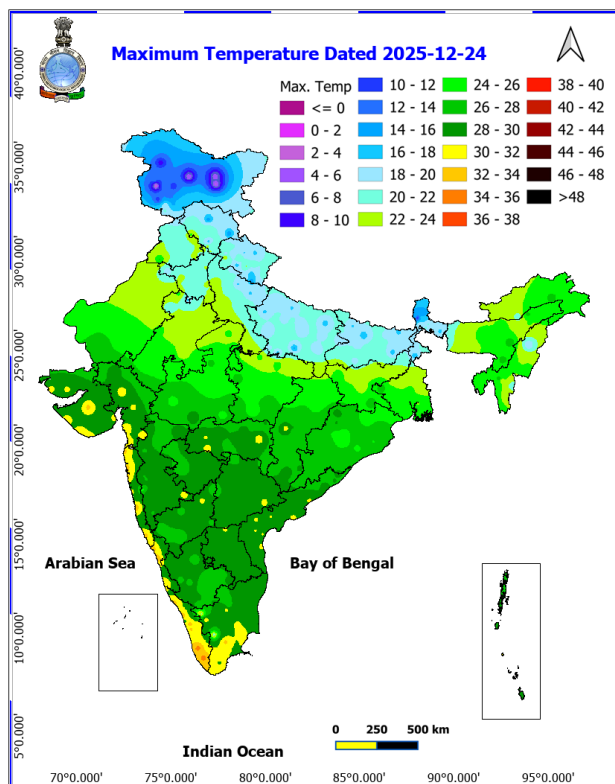 Maximum Temperature Dated 2025-12-24
Max. Temp
<= 0
0 - 2
2 - 4
4 - 6
6 - 8
8 - 10
10 - 12
12 - 14
14 - 16
16 - 18
18 - 20
20 - 22
22 - 24
24 - 26
26 - 28
28 - 30
30 - 32
32 - 34
34 - 36
36 - 38
38 - 40
40 - 42
42 - 44
44 - 46
46 - 48
>48
40°0.000'
35°0.000'
30°0.000'
25°0.000'
20°0.000'
15°0.000'
10°0.000'
5°0.000'
Arabian Sea
Bay of Bengal
0 250 500 km
Indian Ocean
70°0.000' 75°0.000' 80°0.000' 85°0.000' 90°0.000' 95°0.000'